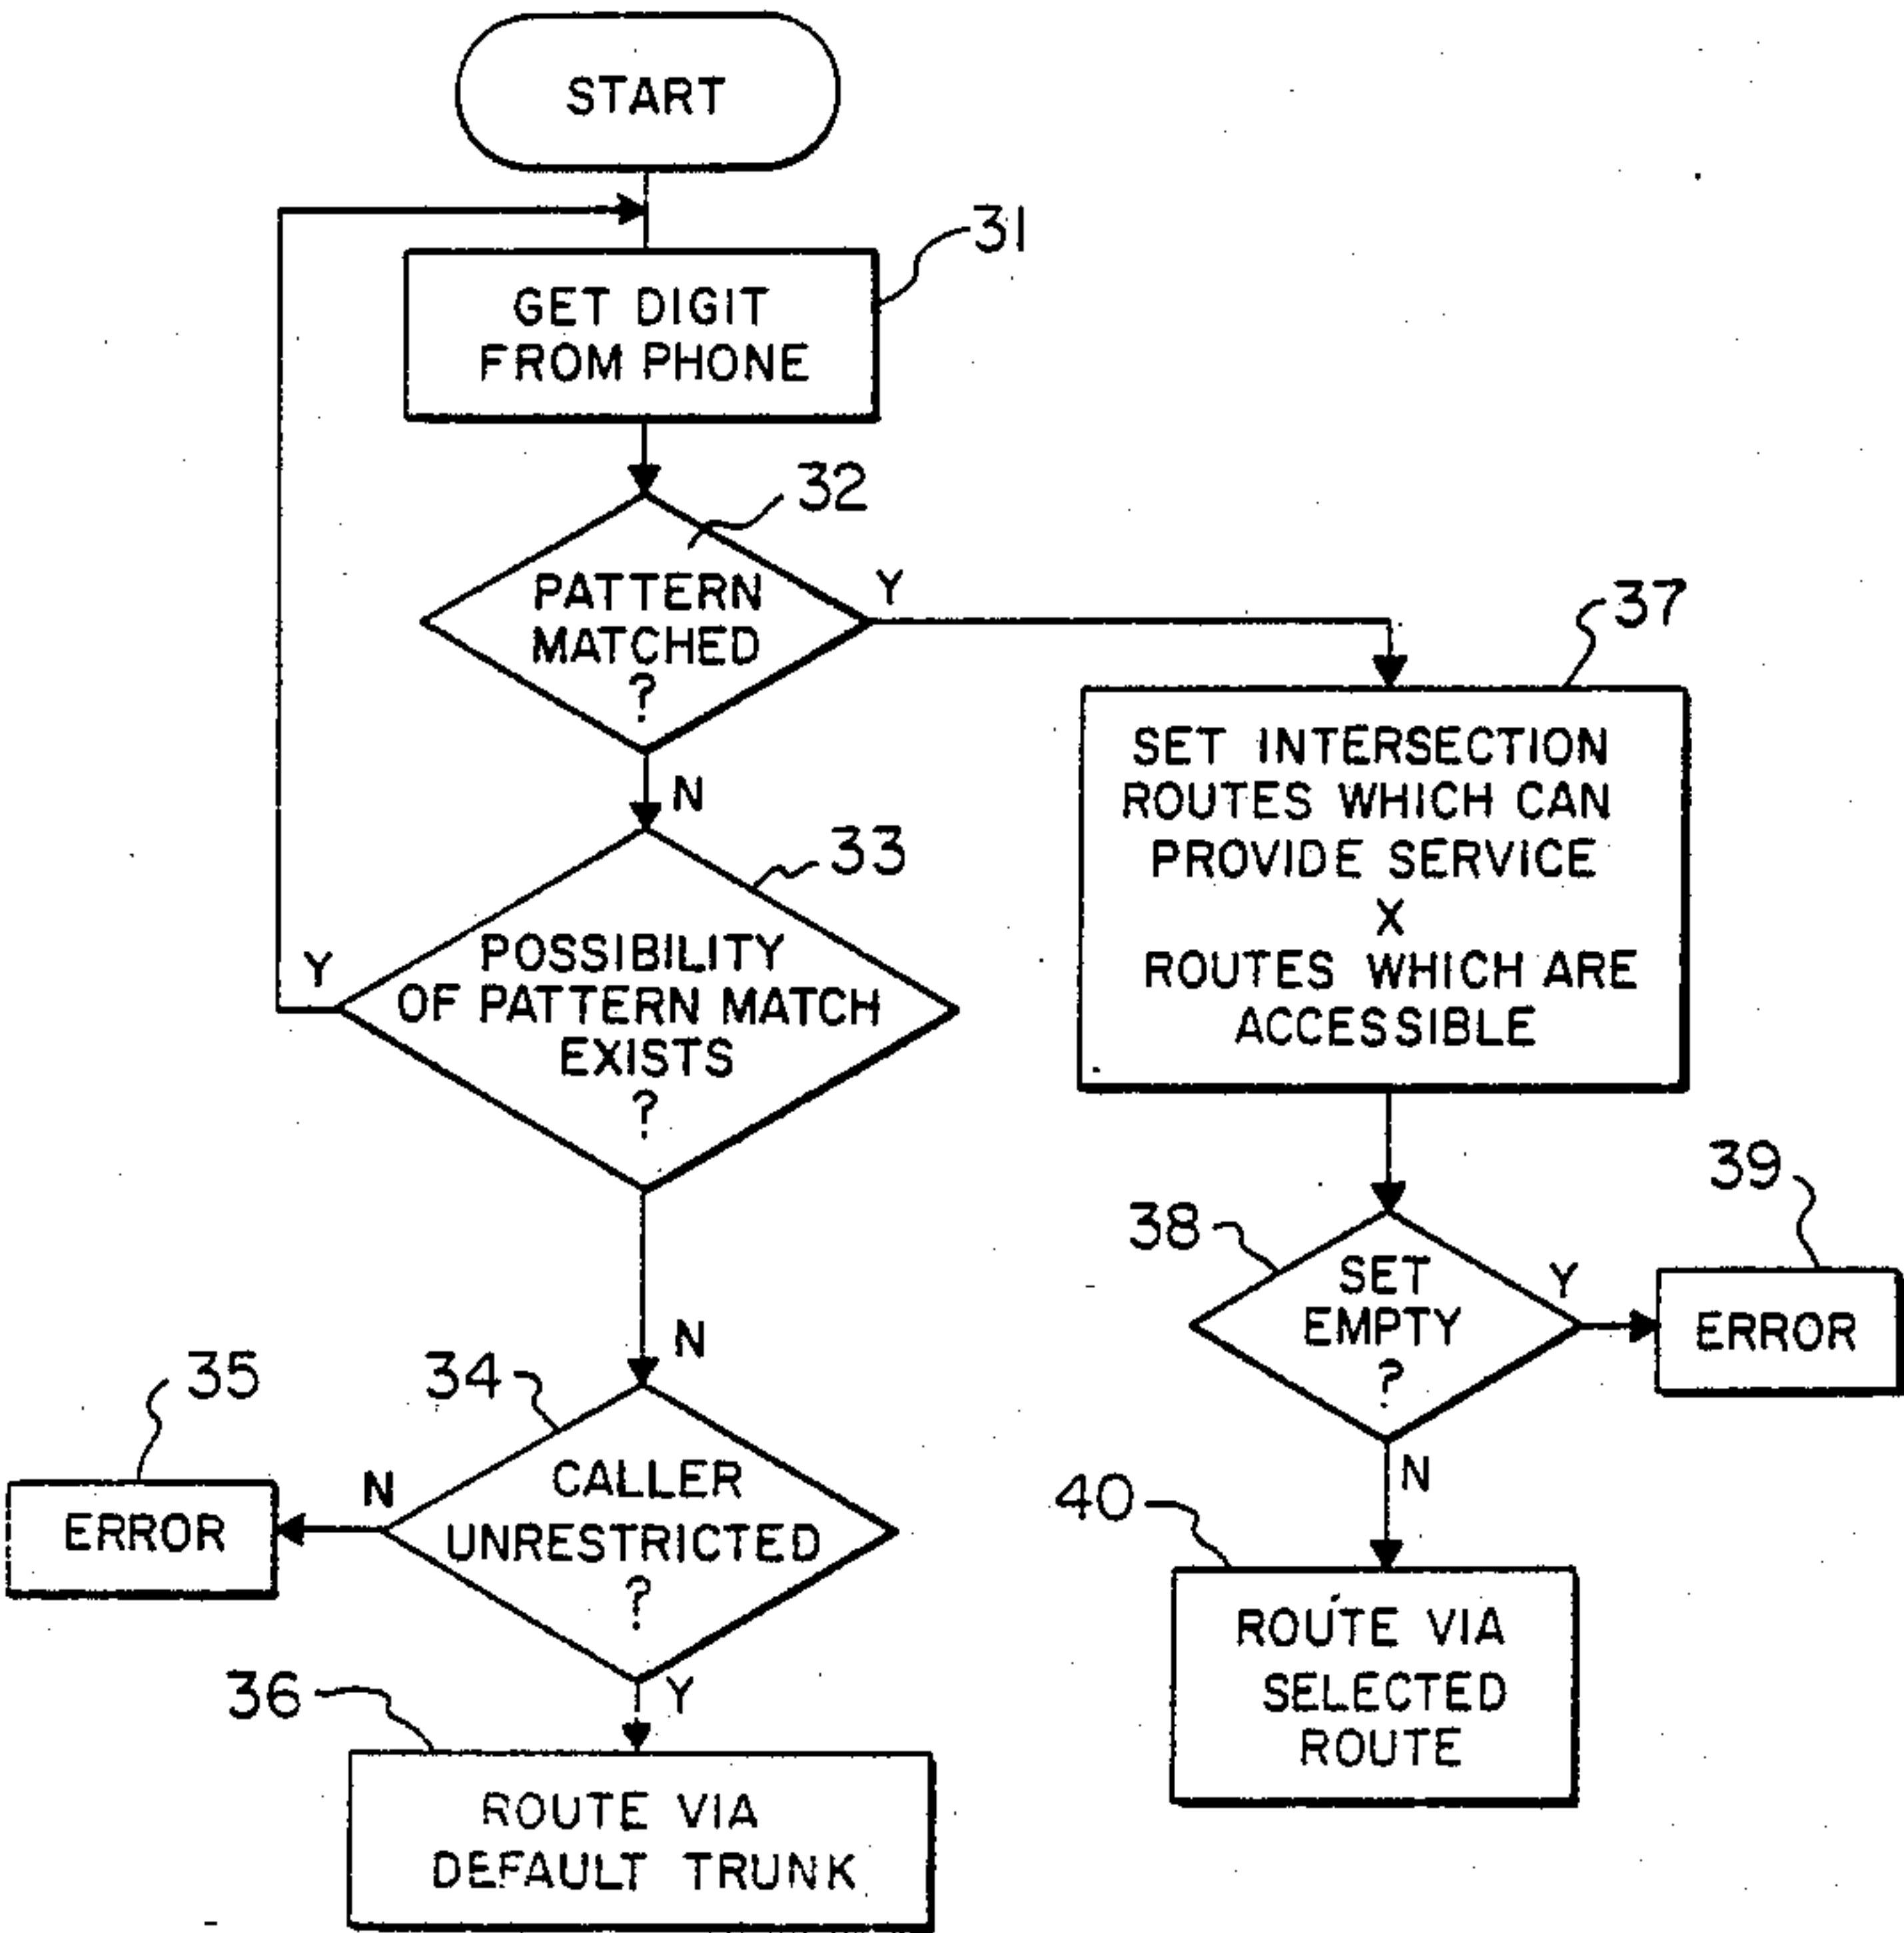 START
31
GET DIGIT
FROM PHONE
32
PATTERN
MATCHED
?
Y
N
37
SET INTERSECTION
ROUTES WHICH CAN
PROVIDE SERVICE
X
ROUTES WHICH ARE
ACCESSIBLE
33
POSSIBILITY
OF PATTERN MATCH
EXISTS
?
Y
N
38
SET
EMPTY
?
Y
39
ERROR
N
34
CALLER
UNRESTRICTED
?
N
35
ERROR
Y
36
ROUTE VIA
DEFAULT TRUNK
40
ROUTE VIA
SELECTED
ROUTE